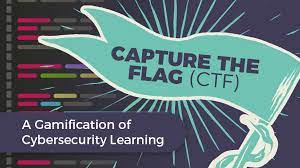 CAPTURE THE
FLAG (CTF)
A Gamification of
Cybersecurity Learning